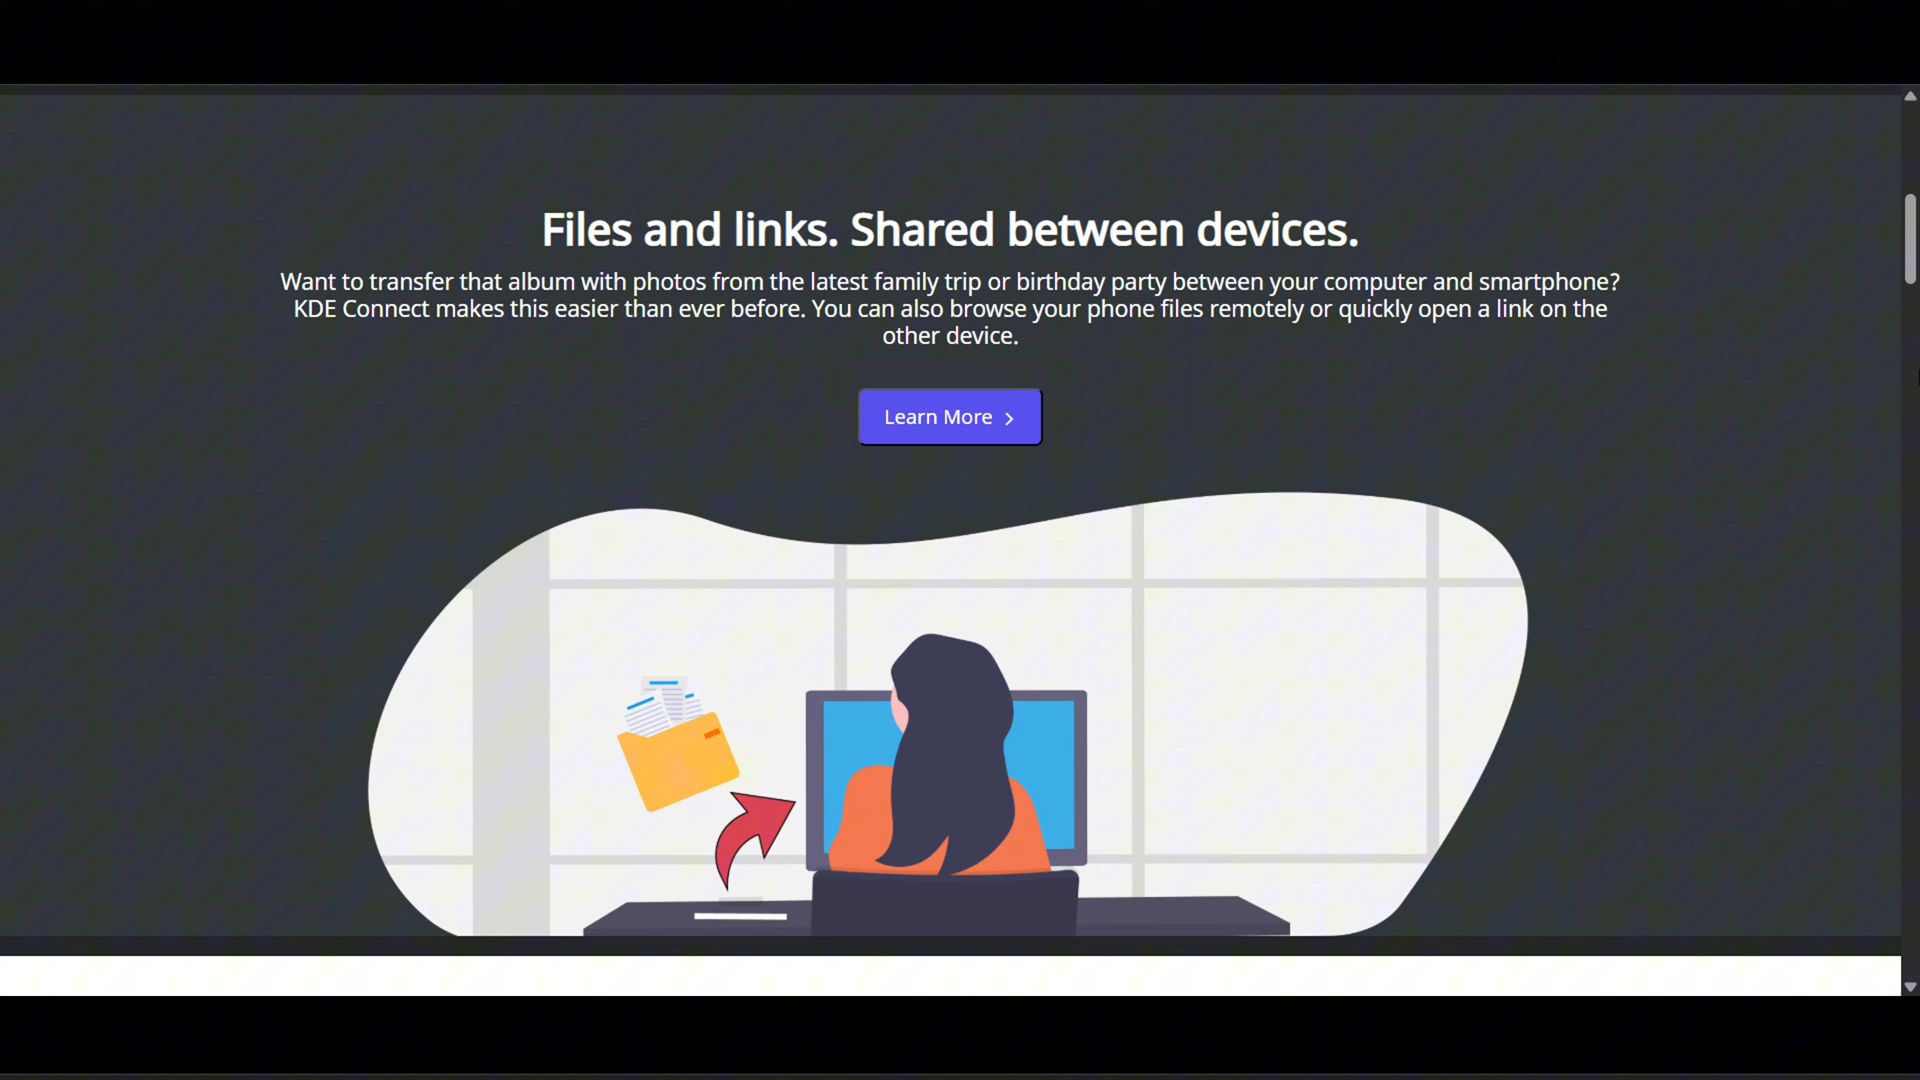 Files and links. Shared between devices.
Want to transfer that album with photos from the latest family trip or birthday party between your computer and smartphone?
KDE Connect makes this easier than ever before. You can also browse your phone files remotely or quickly open a link on the
other device.
Learn More